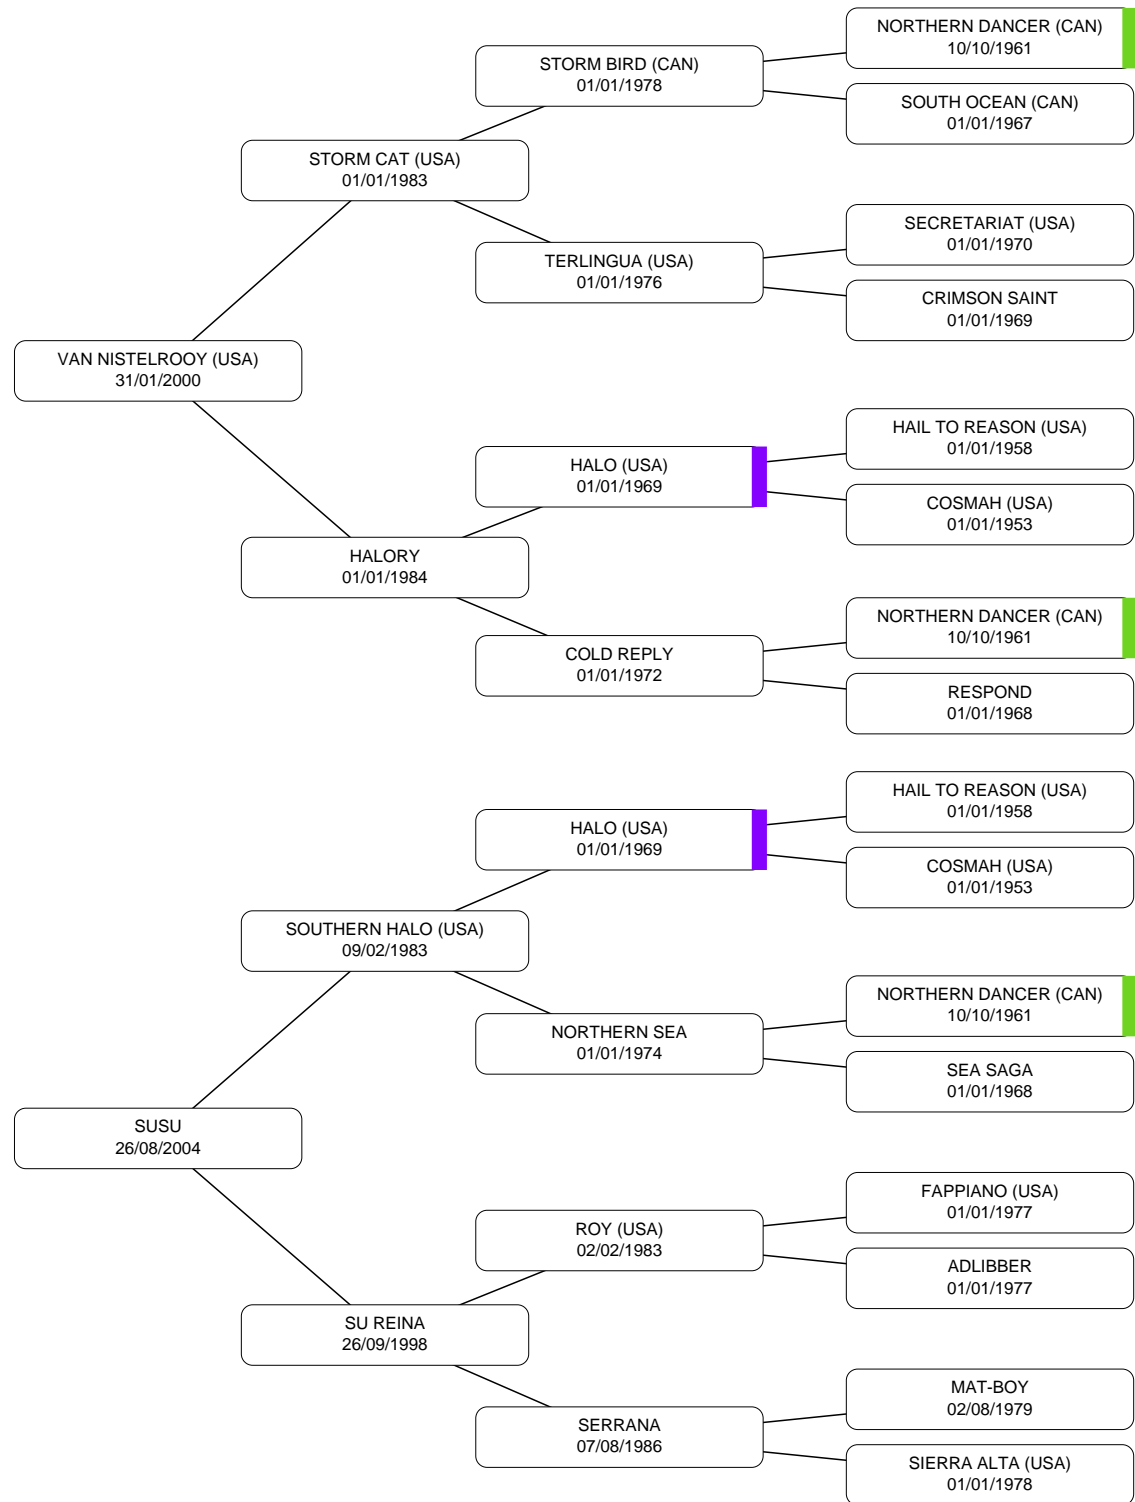 NORTHERN DANCER (CAN)
10/10/1961
STORM BIRD (CAN)
01/01/1978
SOUTH OCEAN (CAN)
01/01/1967
STORM CAT (USA)
01/01/1983
SECRETARIAT (USA)
01/01/1970
TERLINGUA (USA)
01/01/1976
CRIMSON SAINT
01/01/1969
VAN NISTELROOY (USA)
31/01/2000
HAIL TO REASON (USA)
01/01/1958
HALO (USA)
01/01/1969
COSMAH (USA)
01/01/1953
HALORY
01/01/1984
NORTHERN DANCER (CAN)
10/10/1961
COLD REPLY
01/01/1972
RESPOND
01/01/1968
HAIL TO REASON (USA)
01/01/1958
HALO (USA)
01/01/1969
COSMAH (USA)
01/01/1953
SOUTHERN HALO (USA)
09/02/1983
NORTHERN DANCER (CAN)
10/10/1961
NORTHERN SEA
01/01/1974
SEA SAGA
01/01/1968
SUSU
26/08/2004
FAPPIANO (USA)
01/01/1977
ROY (USA)
02/02/1983
ADLIBBER
01/01/1977
SU REINA
26/09/1998
MAT-BOY
02/08/1979
SERRANA
07/08/1986
SIERRA ALTA (USA)
01/01/1978